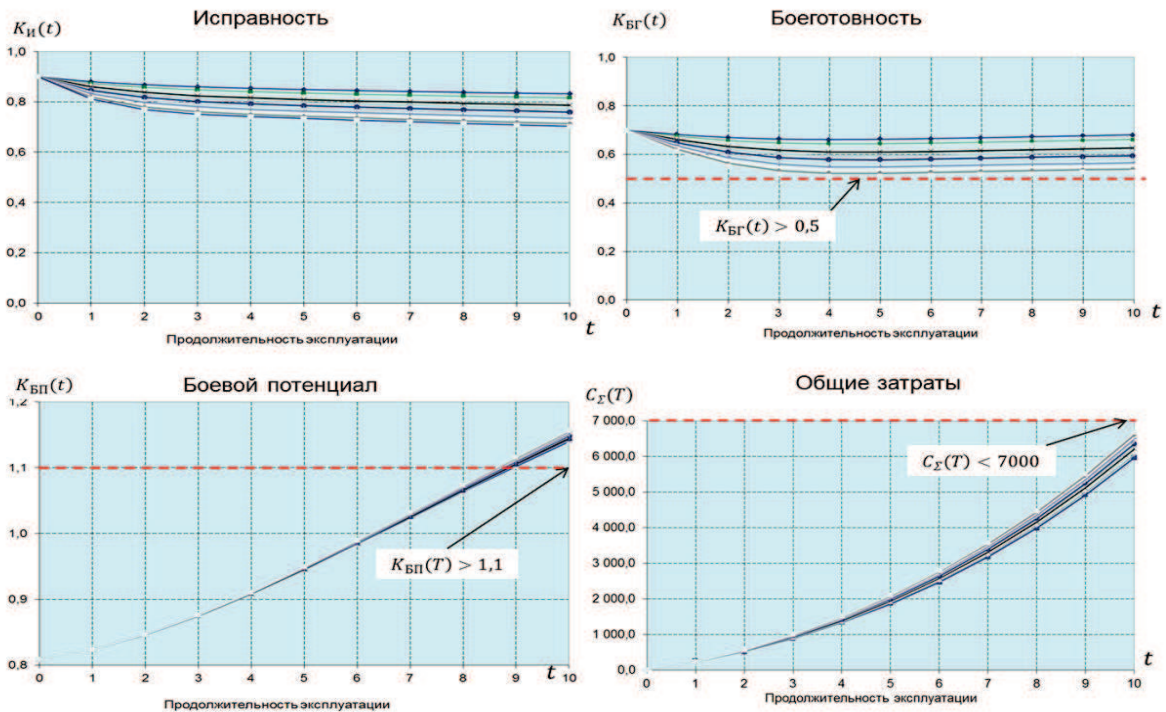 Исправность
K_И(t)
1,0
0,8
0,6
0,4
0,2
0,0
0 1 2 3 4 5 6 7 8 9 10
t
Продолжительность эксплуатации
Боеготовность
K_БГ(t)
1,0
0,8
0,6
0,4
0,2
0,0
K_БГ(t) > 0,5
0 1 2 3 4 5 6 7 8 9 10
t
Продолжительность эксплуатации
Боевой потенциал
K_БП(t)
1,2
1,1
1,0
0,9
0,8
K_БП(T) > 1,1
0 1 2 3 4 5 6 7 8 9 10
t
Продолжительность эксплуатации
Общие затраты
C_Σ(T)
7 000,0
6 000,0
5 000,0
4 000,0
3 000,0
2 000,0
1 000,0
0,0
C_Σ(T) < 7000
0 1 2 3 4 5 6 7 8 9 10
t
Продолжительность эксплуатации